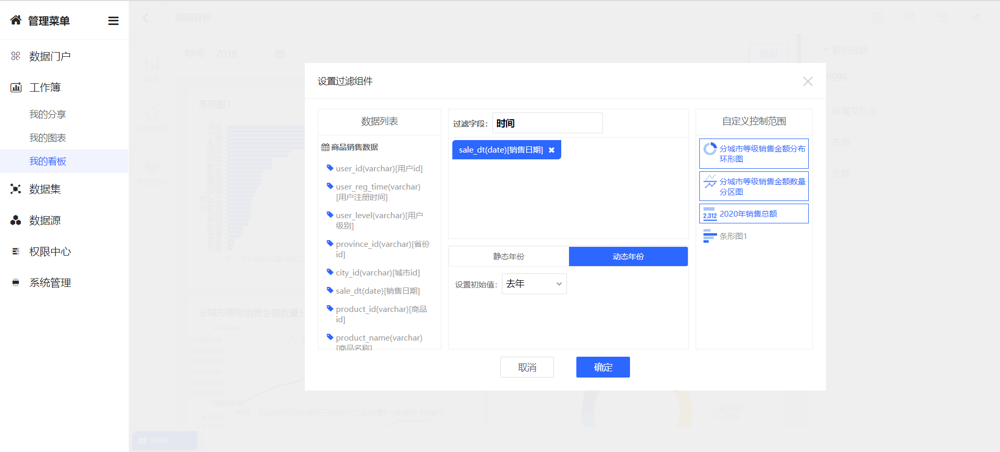 管理菜单
数据门户
工作簿
我的分享
我的图表
我的看板
数据集
数据源
权限中心
系统管理
编辑看板
时间: 2018
查询
看板标题
9999
所属文件夹
布局
主题
条形图1
设置过滤组件
数据列表
商品销售数据
user_id(varchar)[用户id]
user_reg_time(varchar)
[用户注册时间]
user_level(varchar)[用户
级别]
province_id(varchar)[省份
id]
city_id(varchar)[城市id]
sale_dt(date)[销售日期]
product_id(varchar)[商品
id]
product_name(varchar)
[商品名称]
过滤字段: 时间
sale_dt(date)[销售日期]
静态年份
动态年份
设置初始值: 去年
自定义控制范围
分城市等级销售金额分布
环形图
分城市等级销售金额数量
分区图
2,312
2020年销售总额
条形图1
取消
确定
分城市等级销售金额数量分
三线城市:
15.89%
6,000
9999